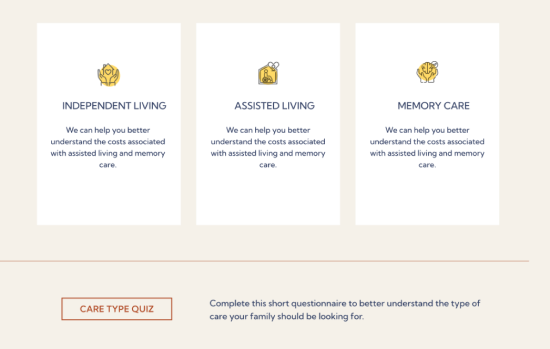 INDEPENDENT LIVING
We can help you better
understand the costs associated
with assisted living and memory
care.
ASSISTED LIVING
We can help you better
understand the costs associated
with assisted living and memory
care.
MEMORY CARE
We can help you better
understand the costs associated
with assisted living and memory
care.
CARE TYPE QUIZ
Complete this short questionnaire to better understand the type of
care your family should be looking for.